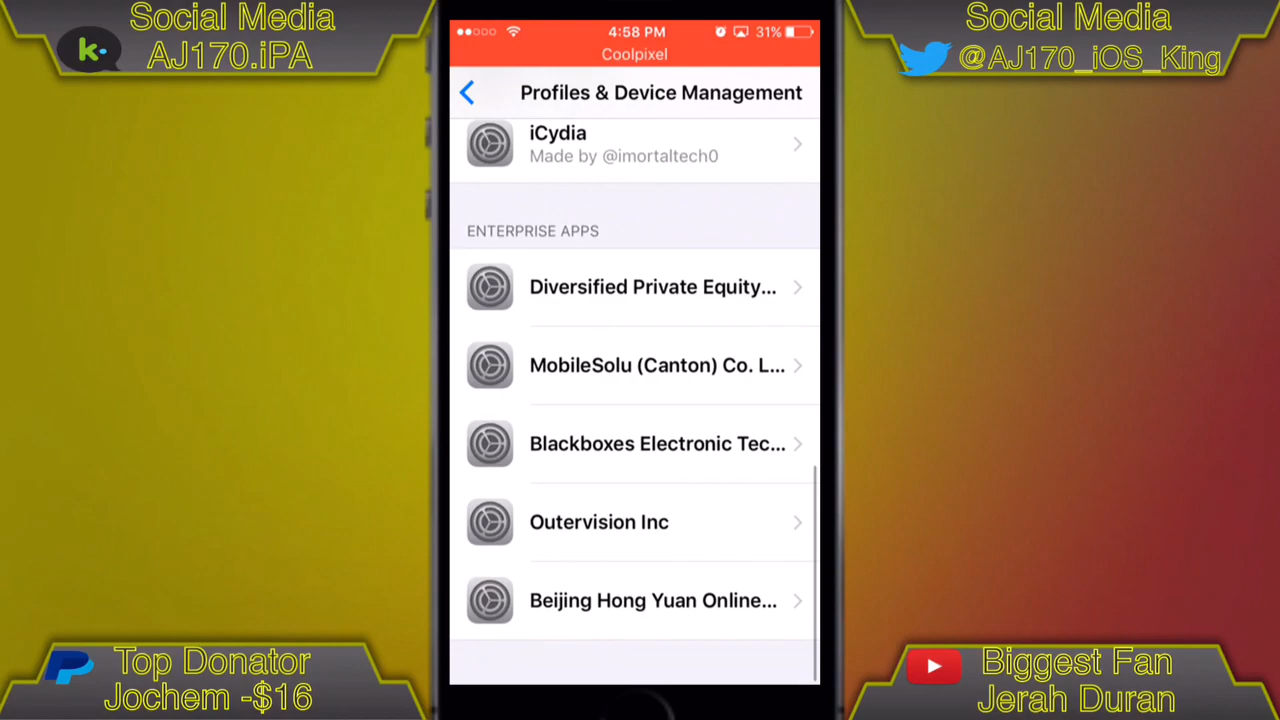 Social Media
AJ170.iPA
Social Media
@AJ170_iOS_King
4:58 PM
31%
Coolpixel
Profiles & Device Management
iCydia
Made by @imortaltech0
ENTERPRISE APPS
Diversified Private Equity...
MobileSolu (Canton) Co. L...
Blackboxes Electronic Tec...
Outervision Inc
Beijing Hong Yuan Online...
Top Donator
Jochem -$16
Biggest Fan
Jerah Duran